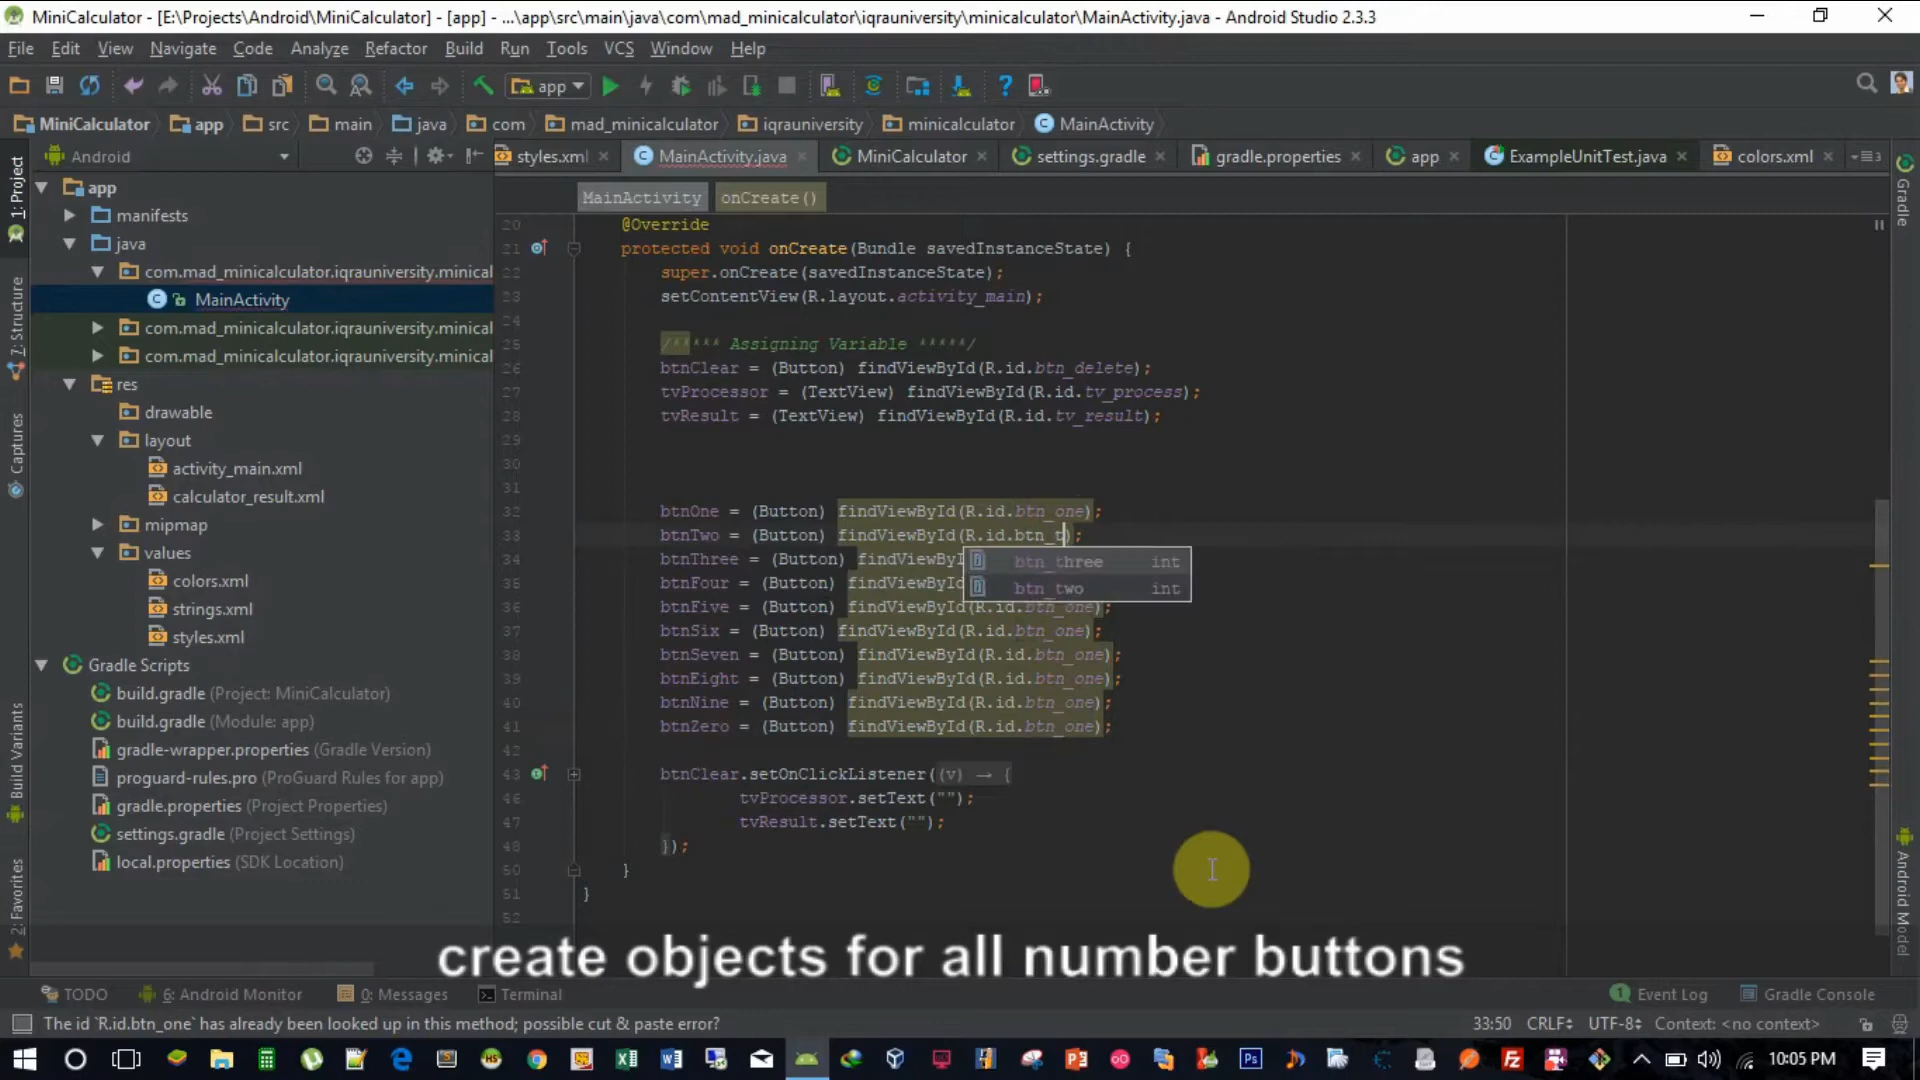 MiniCalculator - [E:\Projects\Android\MiniCalculator] - [app] - ...\app\src\main\java\com\mad_minicalculator\iqrauniversity\minicalculator\MainActivity.java - Android Studio 2.3.3
File Edit View Navigate Code Analyze Refactor Build Run Tools VCS Window Help
app
MiniCalculator app src main java com mad_minicalculator iqrauniversity minicalculator MainActivity
Android
styles.xml MainActivity.java MiniCalculator settings.gradle gradle.properties app ExampleUnitTest.java colors.xml
MainActivity onCreate()
1: Project
7: Structure
Captures
Build Variants
2: Favorites
app
manifests
java
com.mad_minicalculator.iqrauniversity.minical
MainActivity
com.mad_minicalculator.iqrauniversity.minical
com.mad_minicalculator.iqrauniversity.minical
res
drawable
layout
activity_main.xml
calculator_result.xml
mipmap
values
colors.xml
strings.xml
styles.xml
Gradle Scripts
build.gradle (Project: MiniCalculator)
build.gradle (Module: app)
gradle-wrapper.properties (Gradle Version)
proguard-rules.pro (ProGuard Rules for app)
gradle.properties (Project Properties)
settings.gradle (Project Settings)
local.properties (SDK Location)
20 @Override
21 protected void onCreate(Bundle savedInstanceState) {
22 super.onCreate(savedInstanceState);
23 setContentView(R.layout.activity_main);
24
25 /***** Assigning Variable *****/
26 btnClear = (Button) findViewById(R.id.btn_delete);
27 tvProcessor = (TextView) findViewById(R.id.tv_process);
28 tvResult = (TextView) findViewById(R.id.tv_result);
29
30
31
32 btnOne = (Button) findViewById(R.id.btn_one);
33 btnTwo = (Button) findViewById(R.id.btn_t);
34 btnThree = (Button) findViewByI
35 btnFour = (Button) findViewById
36 btnFive = (Button) findViewById(R.id.btn_one);
37 btnSix = (Button) findViewById(R.id.btn_one);
38 btnSeven = (Button) findViewById(R.id.btn_one);
39 btnEight = (Button) findViewById(R.id.btn_one);
40 btnNine = (Button) findViewById(R.id.btn_one);
41 btnZero = (Button) findViewById(R.id.btn_one);
42
43 btnClear.setOnClickListener((v) → {
46 tvProcessor.setText("");
47 tvResult.setText("");
48 });
50 }
51 }
52
btn_three int
btn_two int
Gradle
Android Model
create objects for all number buttons
TODO 6: Android Monitor 0: Messages Terminal 1 Event Log Gradle Console
The id `R.id.btn_one` has already been looked up in this method; possible cut & paste error? 33:50 CRLF UTF-8 Context: <no context>
10:05 PM